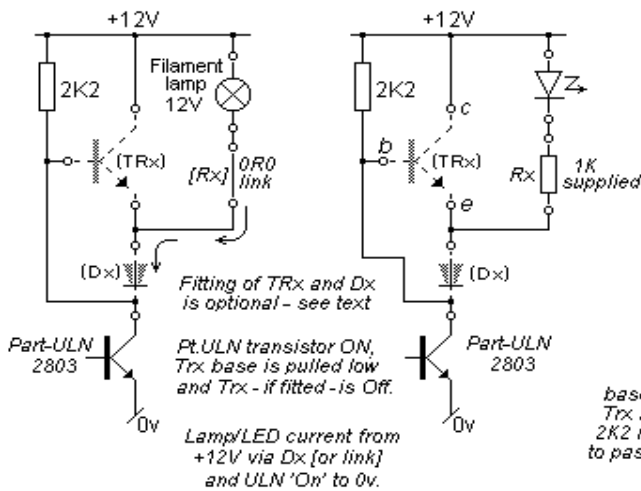 +12V
+12V
Filament
lamp
12V
2K2
(TRx)
[Rx]
0R0
link
(Dx)
2K2
c
b
(TRx)
e
Rx
1K
supplied
(Dx)
Fitting of TRx and Dx
is optional - see text
Part-ULN
2803
Pt.ULN transistor ON,
Trx base is pulled low
and Trx - if fitted - is Off.
Part-ULN
2803
0v
0v
Lamp/LED current from
+12V via Dx [or link]
and ULN 'On' to 0v.
base
Trx
2K2
to pas